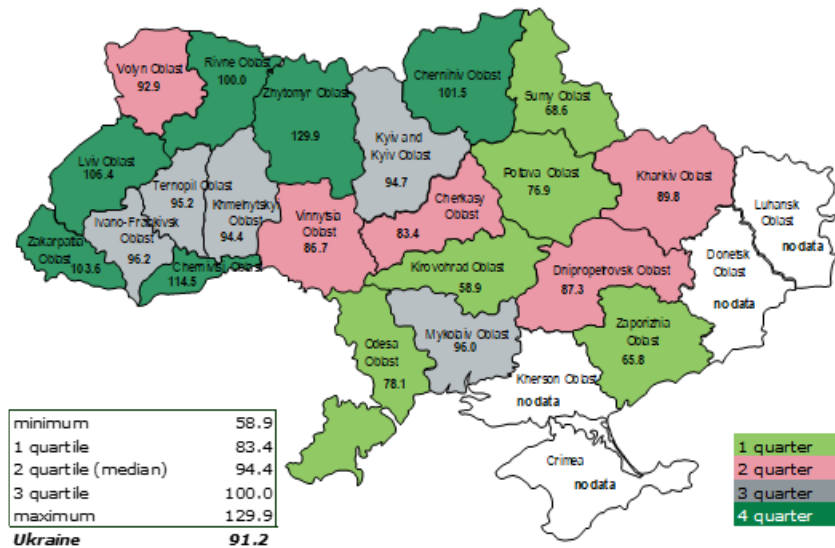 Volyn Oblast
92.9
Rivne Oblast
100.0
Zhytomyr Oblast
129.9
Chernihiv Oblast
101.5
Sumy Oblast
68.6
Kyiv and
Kyiv Oblast
94.7
Lviv Oblast
106.4
Ternopil Oblast
95.2
Khmelnytsky
Oblast
94.4
Ivano-Frankivsk
Oblast
96.2
Zakarpattia
Oblast
103.6
Chernivtsi Oblast
114.5
Vinnytsia
Oblast
86.7
Cherkasy
Oblast
83.4
Poltava Oblast
76.9
Kharkiv Oblast
89.8
Luhansk
Oblast
no data
Donetsk
Oblast
no data
Kirovohrad Oblast
58.9
Dnipropetrovsk Oblast
87.3
Zaporizhia
Oblast
65.8
Odesa
Oblast
78.1
Mykolaiv Oblast
96.0
Kherson Oblast
no data
Crimea
no data
minimum 58.9
1 quartile 83.4
2 quartile (median) 94.4
3 quartile 100.0
maximum 129.9
Ukraine 91.2
1 quarter
2 quarter
3 quarter
4 quarter